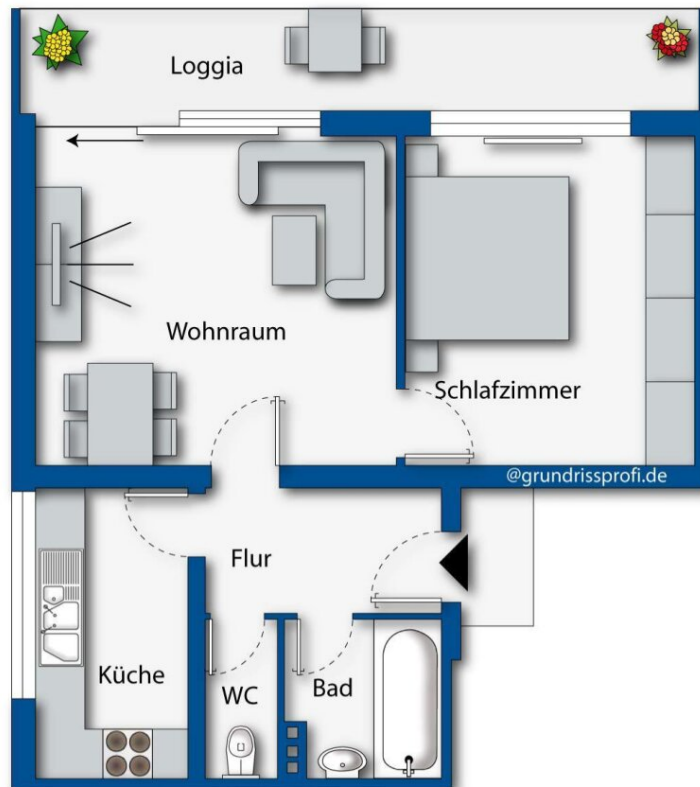 Loggia
Wohnraum
Schlafzimmer
@grundrissprofi.de
Flur
Küche
WC
Bad